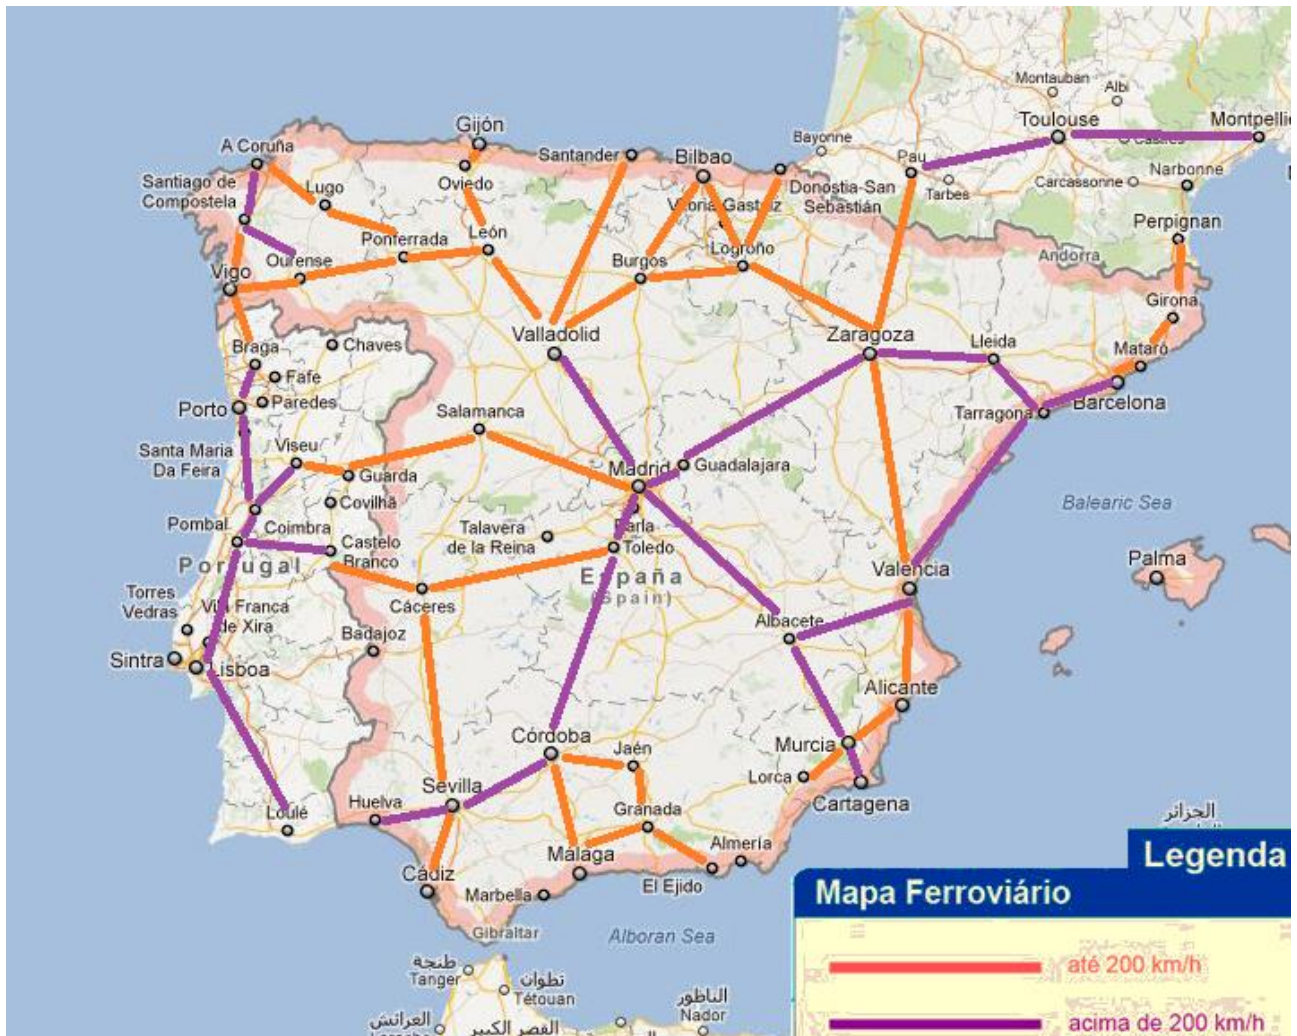 Montauban
Albi
Gijón
Toulouse
Montpellie
A Coruña
Bayonne
Castres
Santander
Bilbao
Pau
Narbonne
Santiago de
Compostela
Lugo
Oviedo
Donostia-San
Sebastián
Tarbes
Carcassonne
Vitoria-Gasteiz
Perpignan
Ponferrada
León
Logroño
Andorra
Vigo
Ourense
Burgos
Girona
Valladolid
Zaragoza
Lleida
Mataró
Braga
Chaves
Fafe
Barcelona
Porto
Paredes
Salamanca
Tarragona
Santa Maria
Da Feira
Viseu
Madrid
Guadalajara
Guarda
Covilhã
Balearic Sea
Pombal
Coimbra
Parla
Talavera
de la Reina
Toledo
Castelo
Branco
Portugal
España
(Spain)
Palma
Valencia
Torres
Vedras
Vila Franca
de Xira
Cáceres
Albacete
Badajoz
Sintra
Lisboa
Alicante
Córdoba
Jaén
Murcia
Lorca
Sevilla
Huelva
Granada
Cartagena
Loulé
الجزائر
Almería
Málaga
Cádiz
El Ejido
Marbella
Gibraltar
Alboran Sea
طنجة
Tanger
تطوان
Tétouan
الناظور
Nador
العرائش
القصر الكبير
Legenda
Mapa Ferroviário
até 200 km/h
acima de 200 km/h